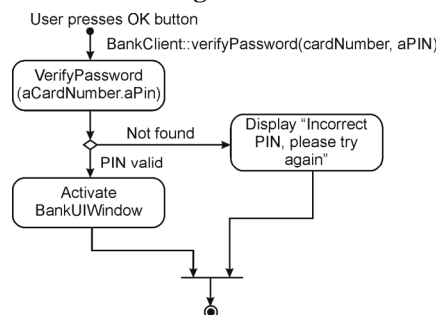 User presses OK button
BankClient::verifyPassword(cardNumber, aPIN)
VerifyPassword
(aCardNumber.aPin)
Not found
Display “Incorrect
PIN, please try
again”
PIN valid
Activate
BankUIWindow